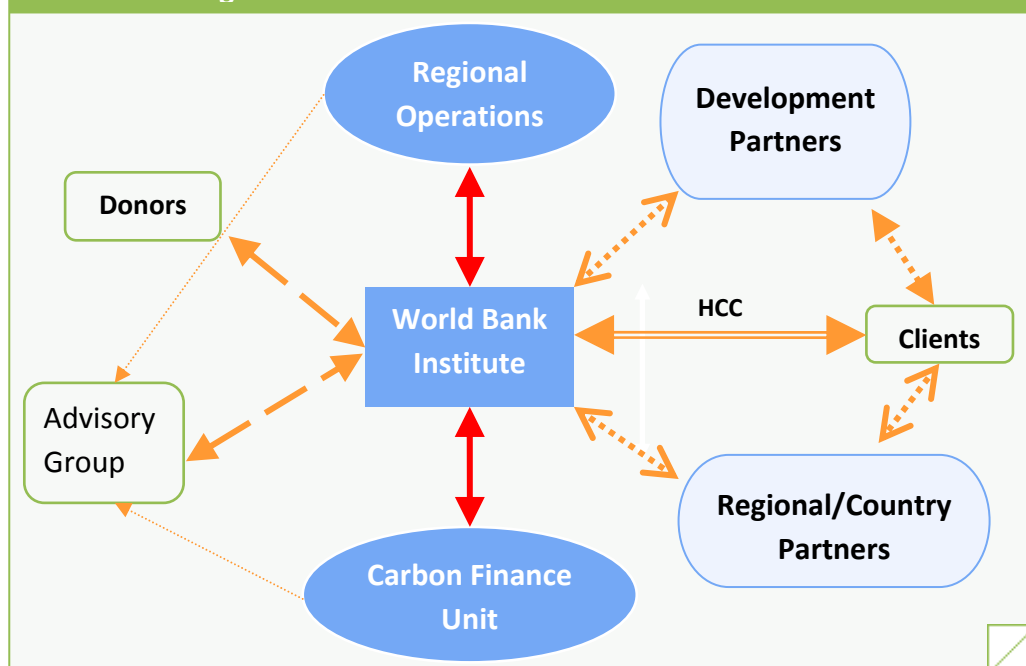 Regional
Operations
Development
Partners
Donors
World Bank
Institute
HCC
Clients
Advisory
Group
Regional/Country
Partners
Carbon Finance
Unit